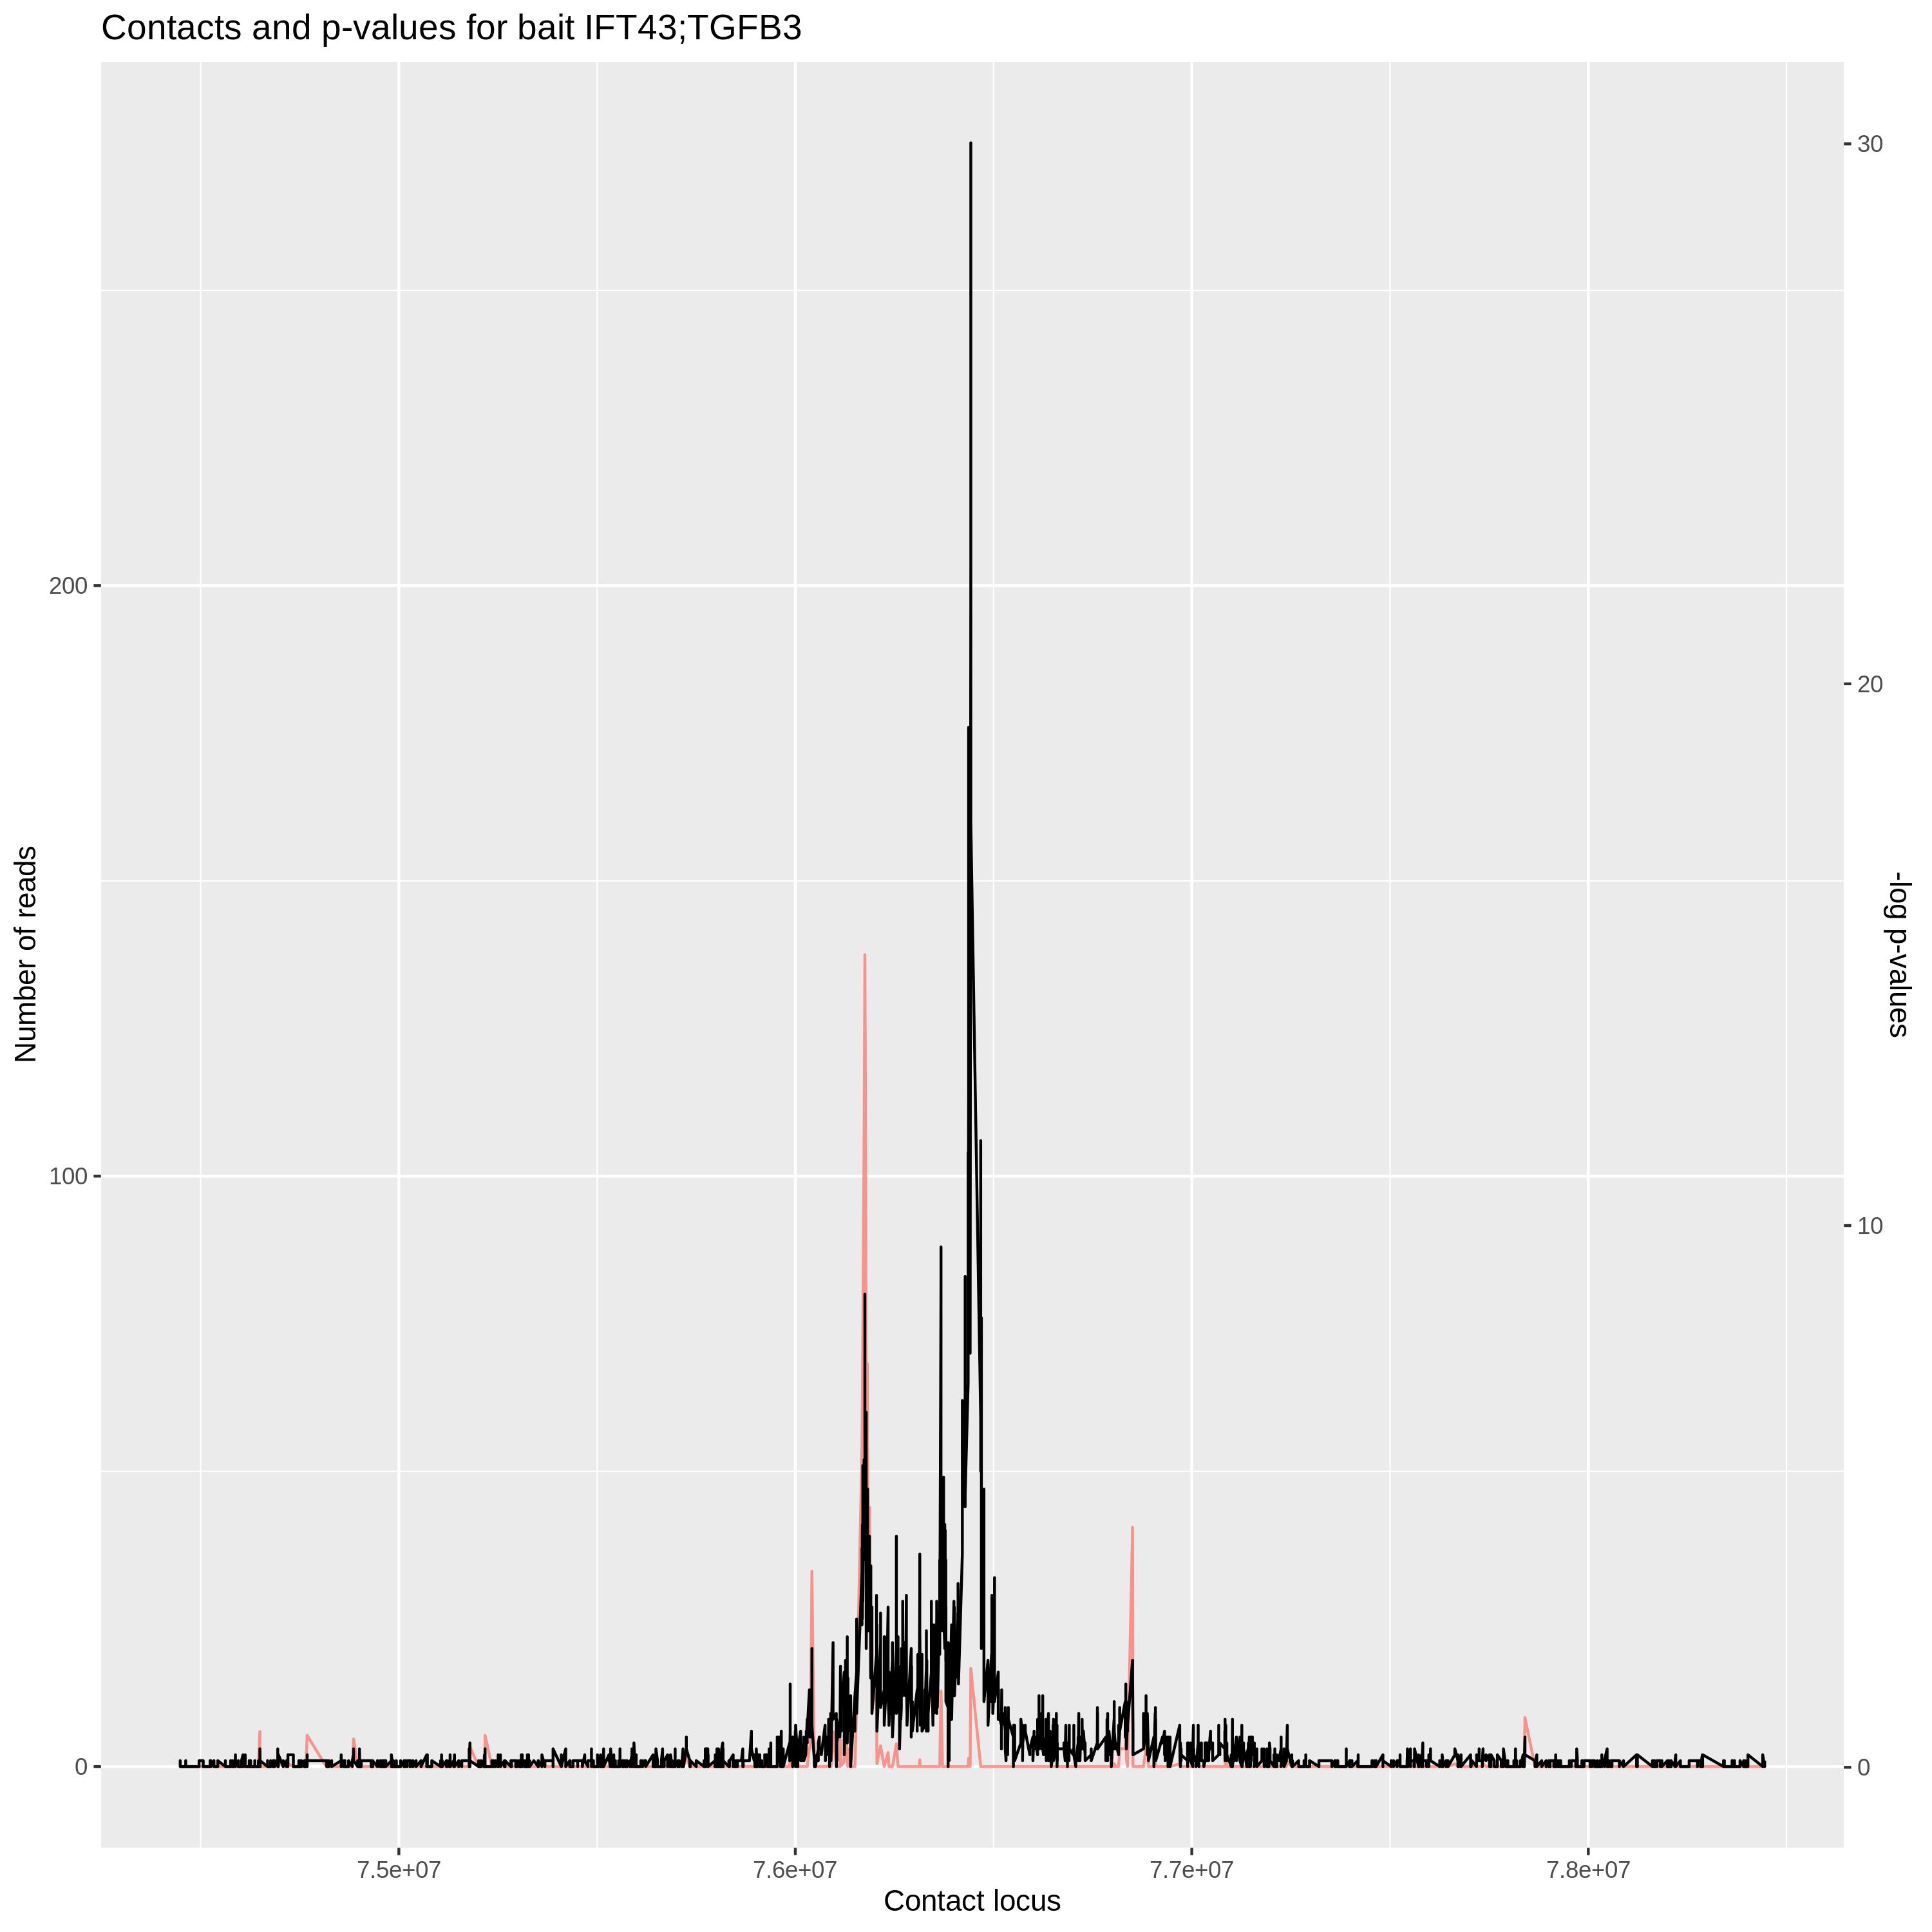 Contacts and p-values for bait IFT43;TGFB3
30
200
20
Number of reads
-log p-values
100
10
0
0
7.5e+07
7.6e+07
7.7e+07
7.8e+07
Contact locus